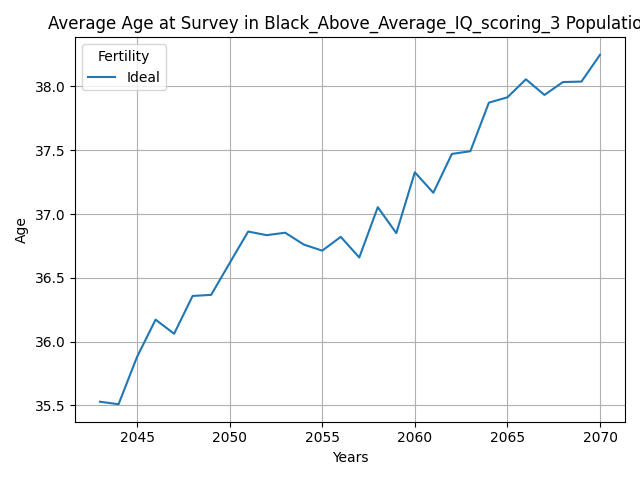 Average Age at Survey in Black_Above_Average_IQ_scoring_3 Populatio
Fertility
Ideal
38.0
37.5
37.0
36.5
36.0
35.5
Age
2045 2050 2055 2060 2065 2070
Years